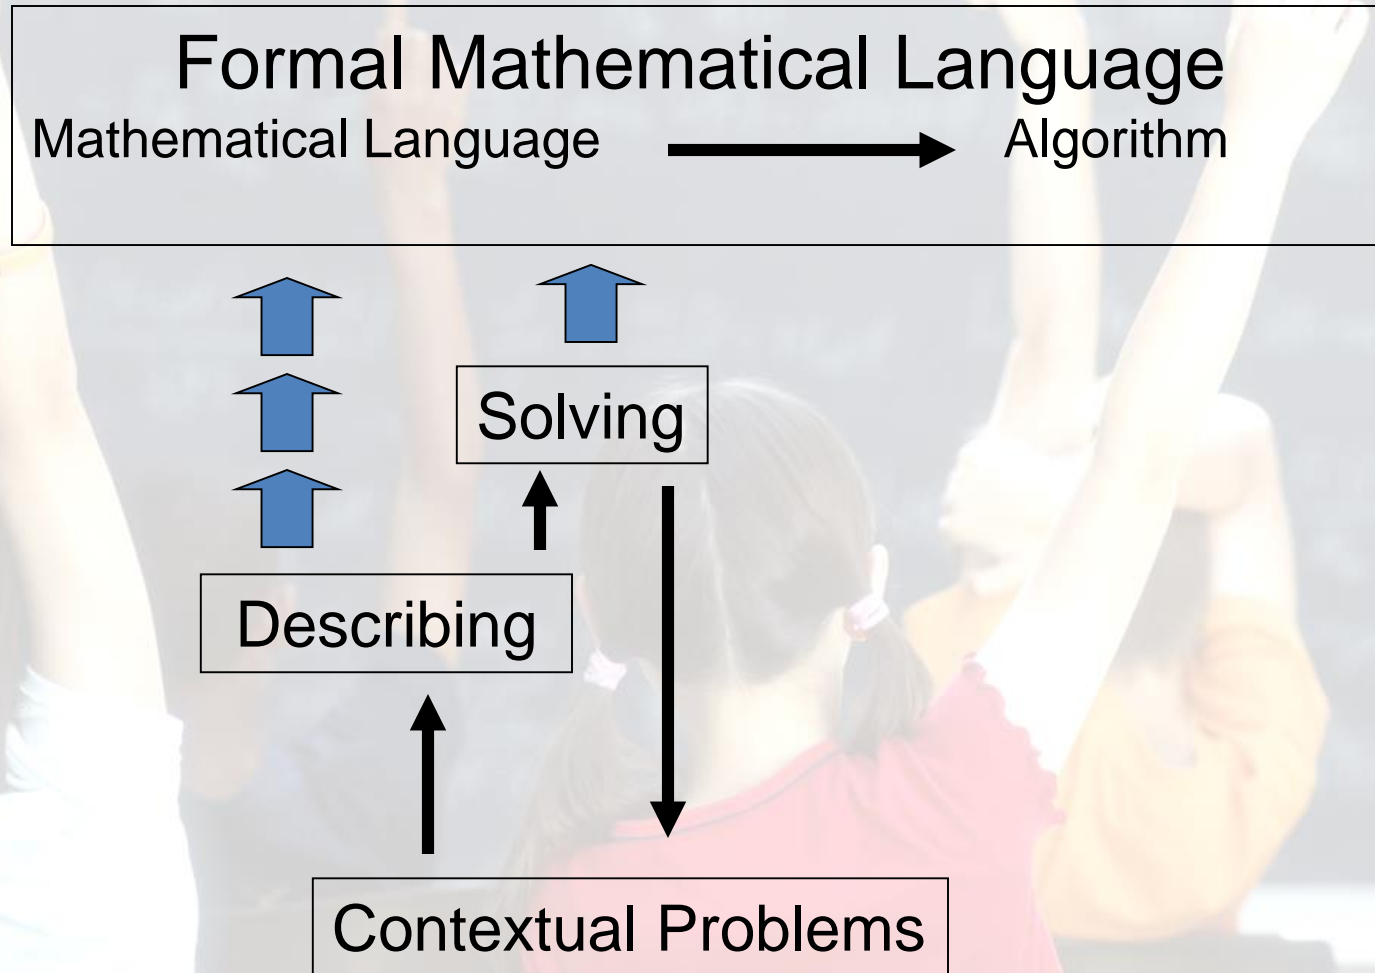 Formal Mathematical Language
Mathematical Language Algorithm
Solving
Describing
Contextual Problems